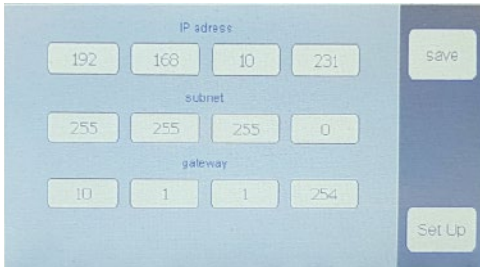 IP adress
192 168 10 231
save
subnet
255 255 255 0
gateway
10 1 1 254
Set Up